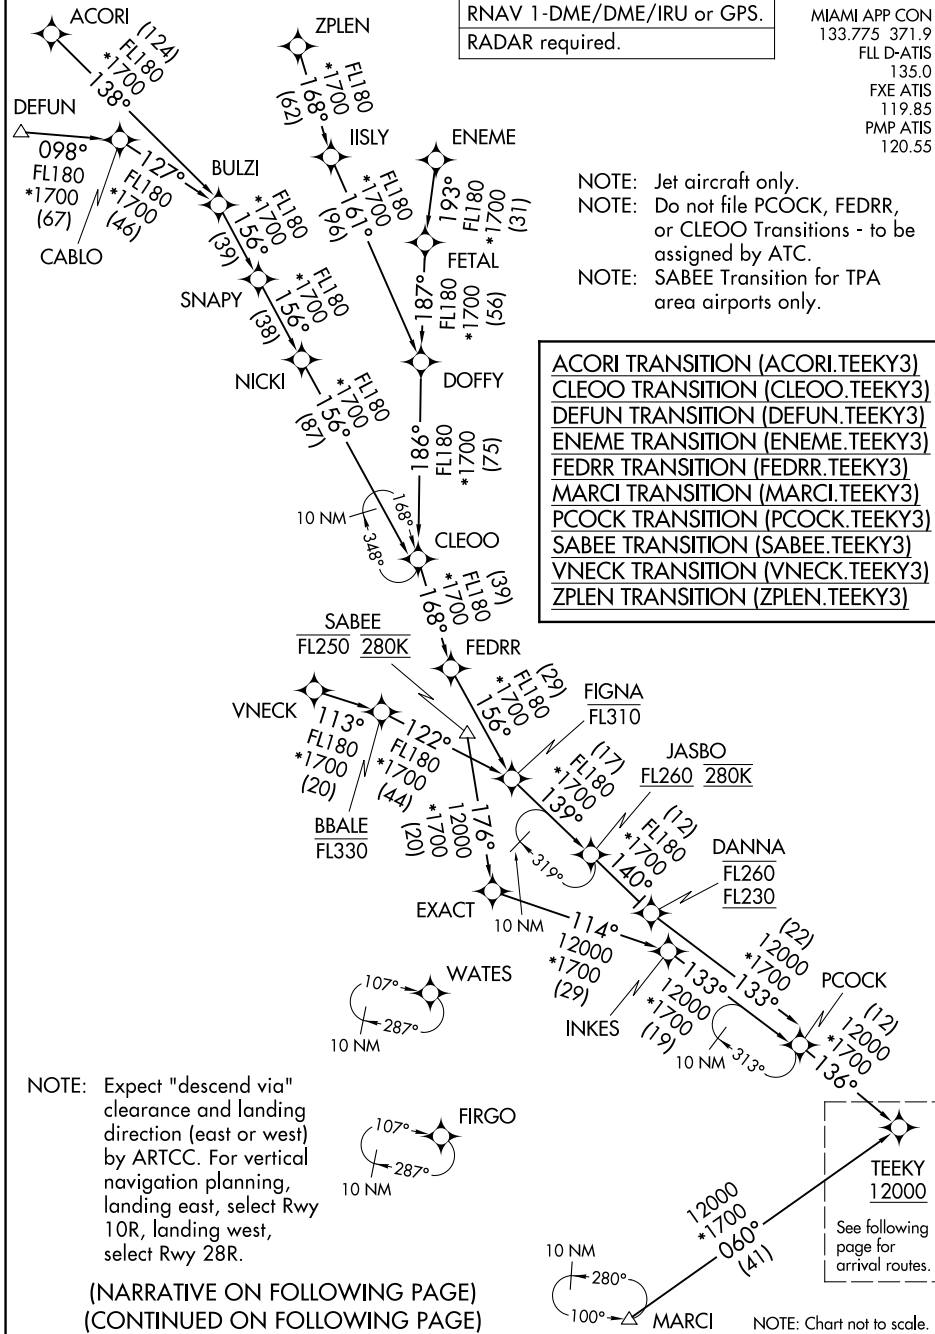 RNAV 1-DME/DME/IRU or GPS.
RADAR required.
MIAMI APP CON
133.775 371.9
FLL D-ATIS
135.0
FXE ATIS
119.85
PMP ATIS
120.55
ACORI
(124)
FL180
*1700
138°
ZPLEN
FL180
*1700
168°
(62)
DEFUN
098°
FL180
*1700
(67)
CABLO
127°
FL180
*1700
(46)
BULZI
FL180
*1700
156°
(39)
IISLY
FL180
*1700
161°
(96)
ENEME
193°
FL180
*1700
(31)
FETAL
187°
FL180
*1700
(56)
NOTE: Jet aircraft only.
NOTE: Do not file PCOCK, FEDRR,
or CLEOO Transitions - to be
assigned by ATC.
NOTE: SABEE Transition for TPA
area airports only.
SNAPY
FL180
*1700
156°
(38)
NICKI
FL180
*1700
156°
(87)
DOFFY
186°
FL180
*1700
(75)
ACORI TRANSITION (ACORI.TEEKY3)
CLEOO TRANSITION (CLEOO.TEEKY3)
DEFUN TRANSITION (DEFUN.TEEKY3)
ENEME TRANSITION (ENEME.TEEKY3)
FEDRR TRANSITION (FEDRR.TEEKY3)
MARCI TRANSITION (MARCI.TEEKY3)
PCOCK TRANSITION (PCOCK.TEEKY3)
SABEE TRANSITION (SABEE.TEEKY3)
VNECK TRANSITION (VNECK.TEEKY3)
ZPLEN TRANSITION (ZPLEN.TEEKY3)
10 NM
168°
348°
CLEOO
(39)
FL180
*1700
168°
SABEE
FL250 280K
FEDRR
(29)
FL180
*1700
156°
VNECK
113°
FL180
*1700
(20)
122°
FL180
*1700
(44)
BBALE
FL330
FIGNA
FL310
(17)
FL180
*1700
139°
JASBO
FL260 280K
319°
10 NM
(12)
FL180
*1700
140°
176°
12000
*1700
(20)
EXACT
114°
12000
*1700
(29)
DANNA
FL260
FL230
(22)
12000
*1700
133°
INKES
133°
12000
*1700
(19)
PCOCK
313°
10 NM
(12)
12000
*1700
136°
WATES
107°
287°
10 NM
FIRGO
107°
287°
10 NM
NOTE: Expect "descend via"
clearance and landing
direction (east or west)
by ARTCC. For vertical
navigation planning,
landing east, select Rwy
10R, landing west,
select Rwy 28R.
TEEKY
12000
See following
page for
arrival routes.
12000
*1700
060°
(41)
10 NM
280°
100°
MARCI
(NARRATIVE ON FOLLOWING PAGE)
(CONTINUED ON FOLLOWING PAGE)
NOTE: Chart not to scale.